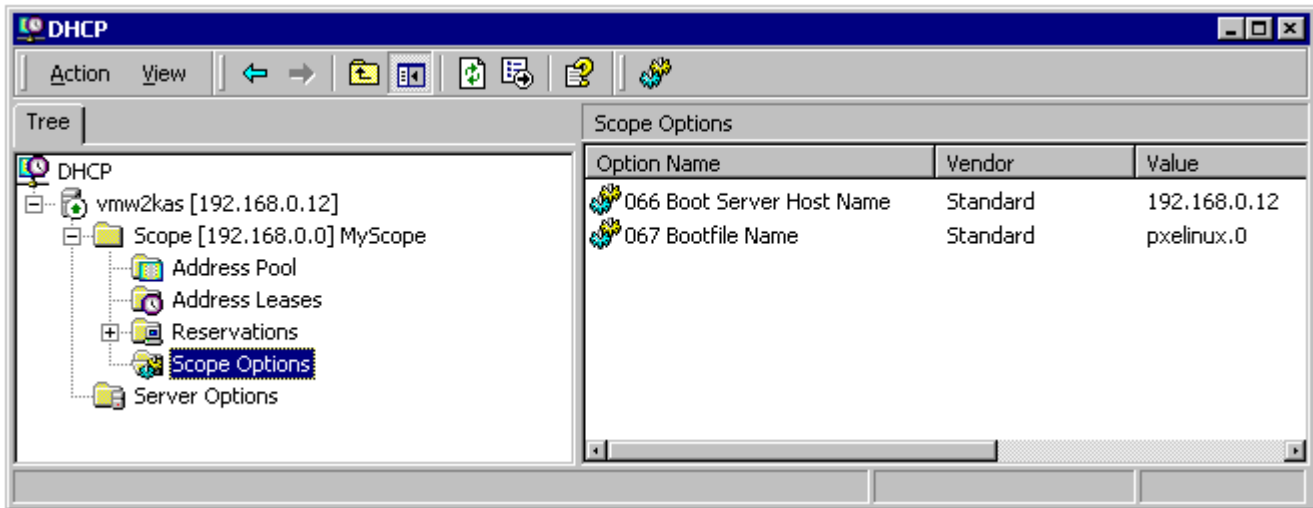 DHCP
Action View
Tree
Scope Options
DHCP
vmw2kas [192.168.0.12]
Scope [192.168.0.0] MyScope
Address Pool
Address Leases
Reservations
Scope Options
Server Options
Option Name Vendor Value
066 Boot Server Host Name Standard 192.168.0.12
067 Bootfile Name Standard pxelinux.0